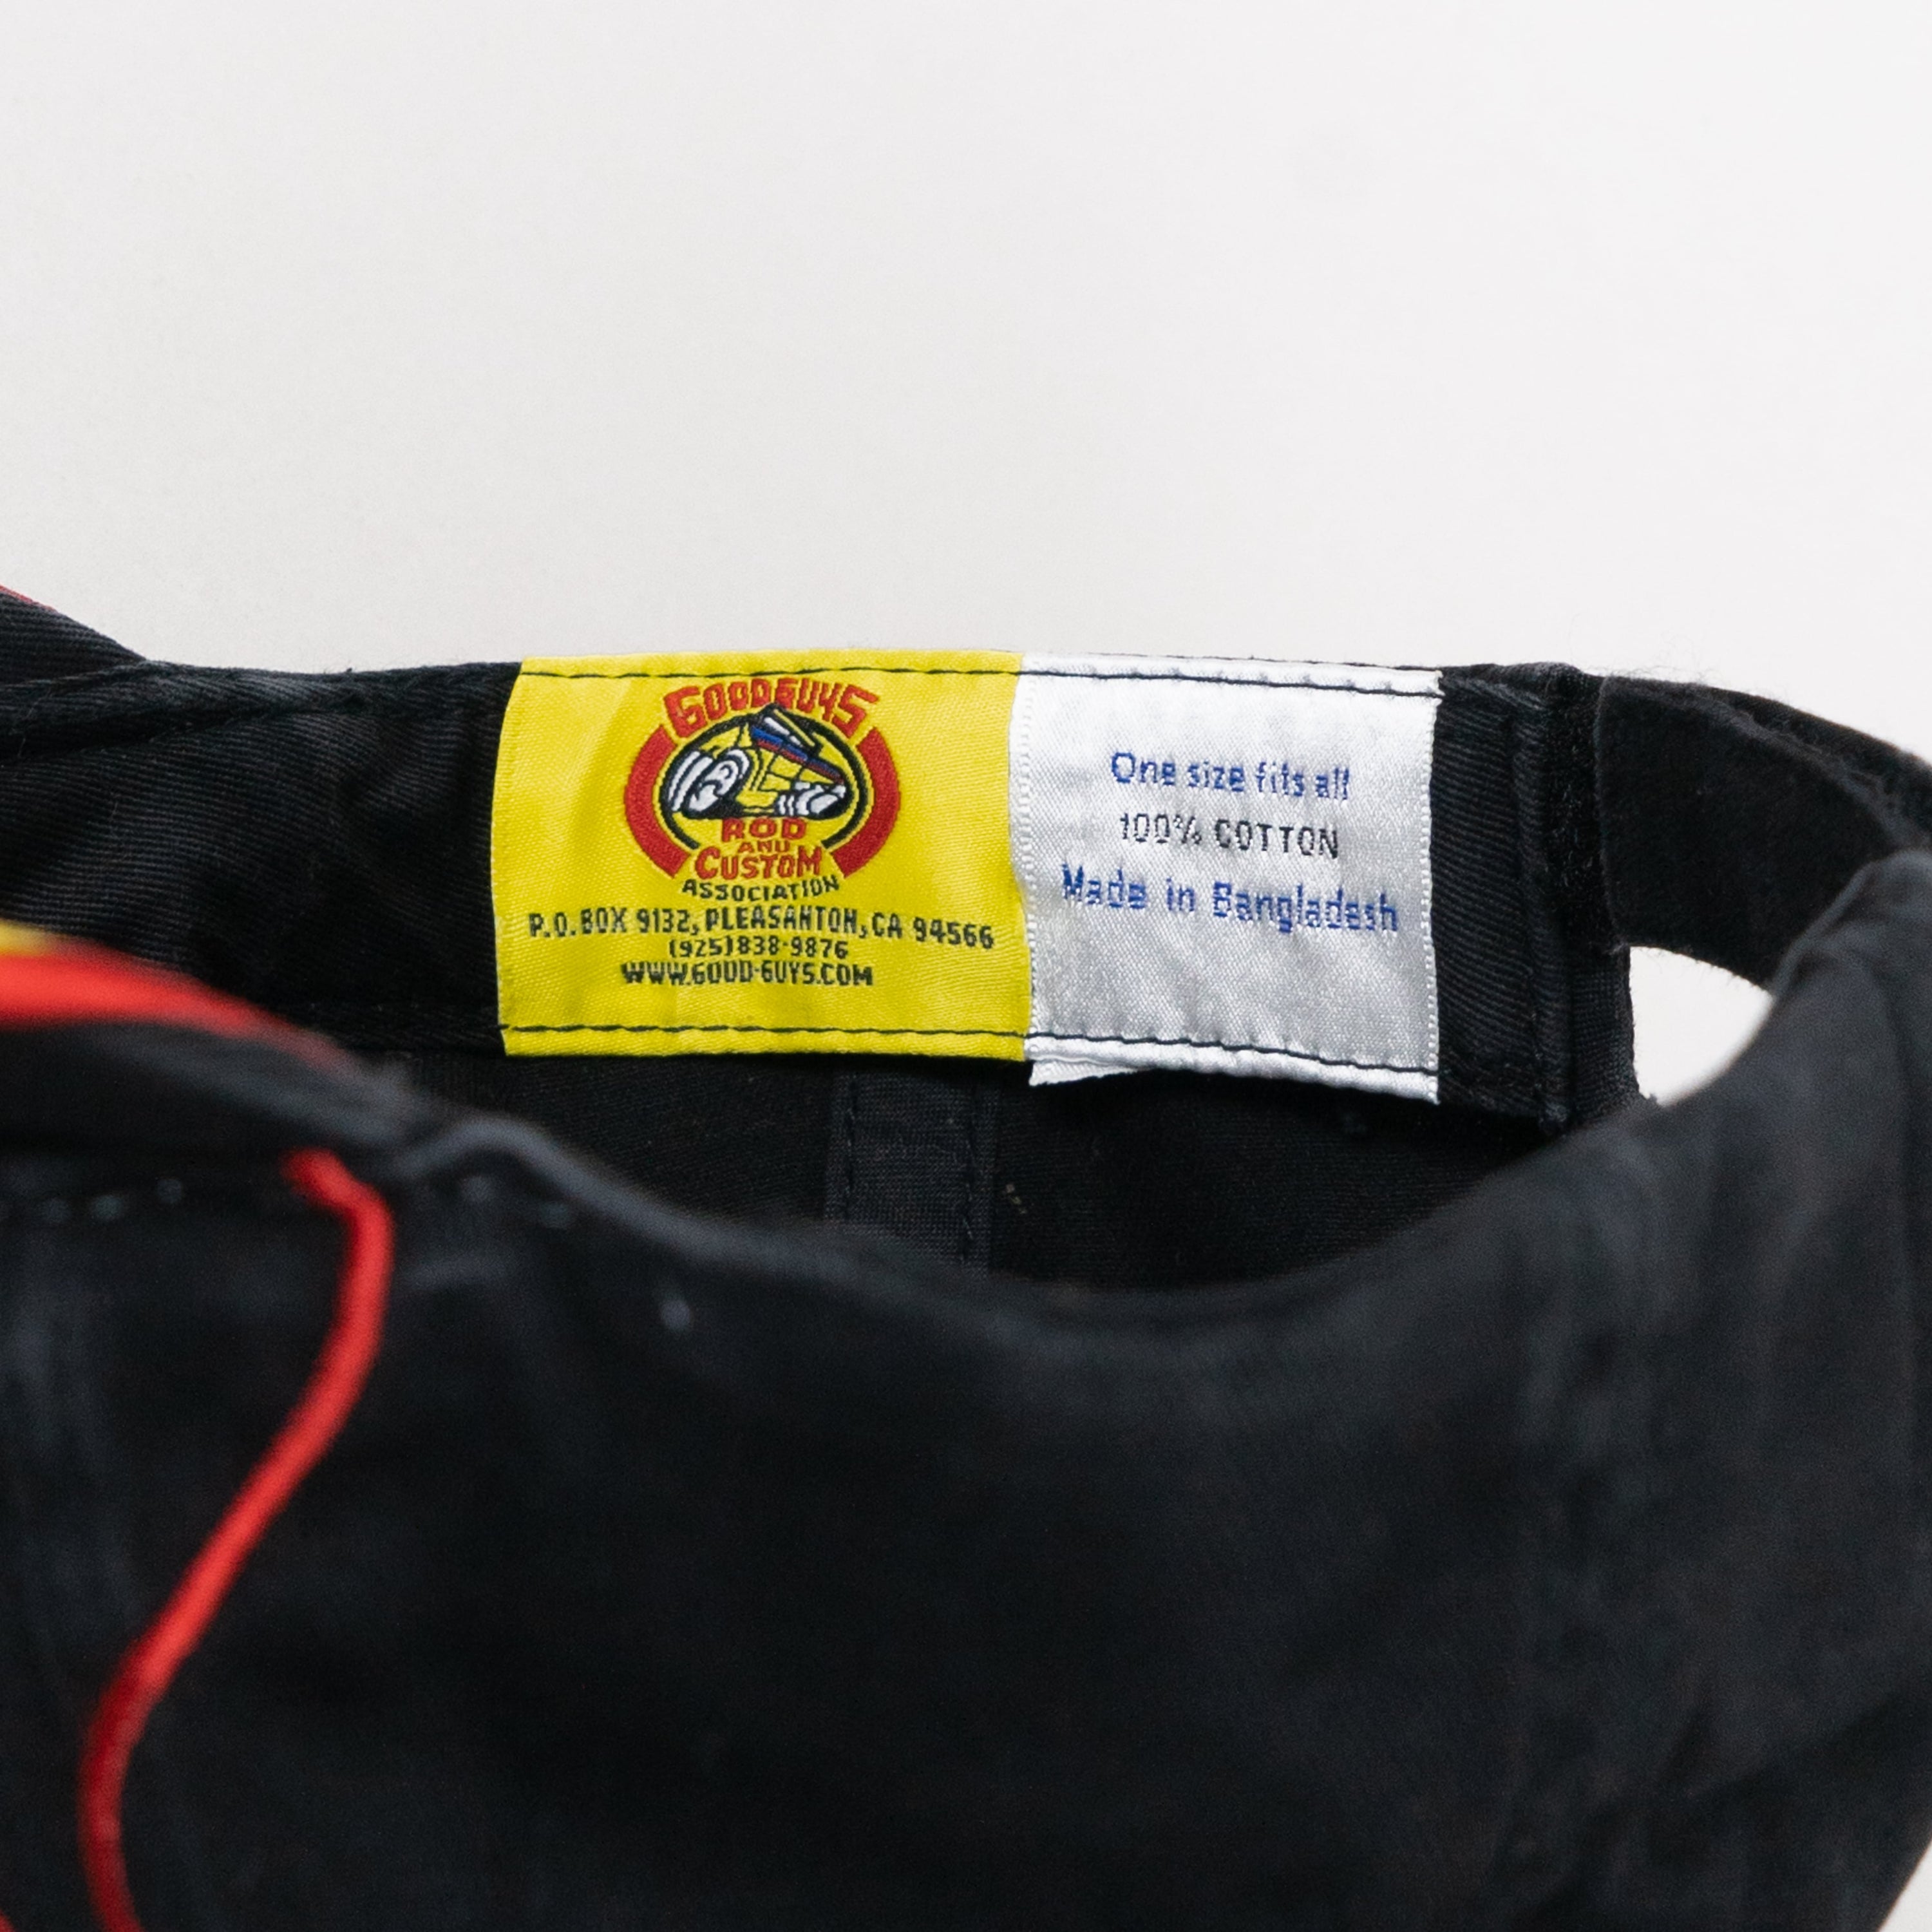 GOODGUYS
ROD
AND
CUSTOM
ASSOCIATION
P.O. BOX 9132, PLEASANTON, CA 94566
(925)838-9876
WWW.GOOD-GUYS.COM
One size fits all
100% COTTON
Made in Bangladesh